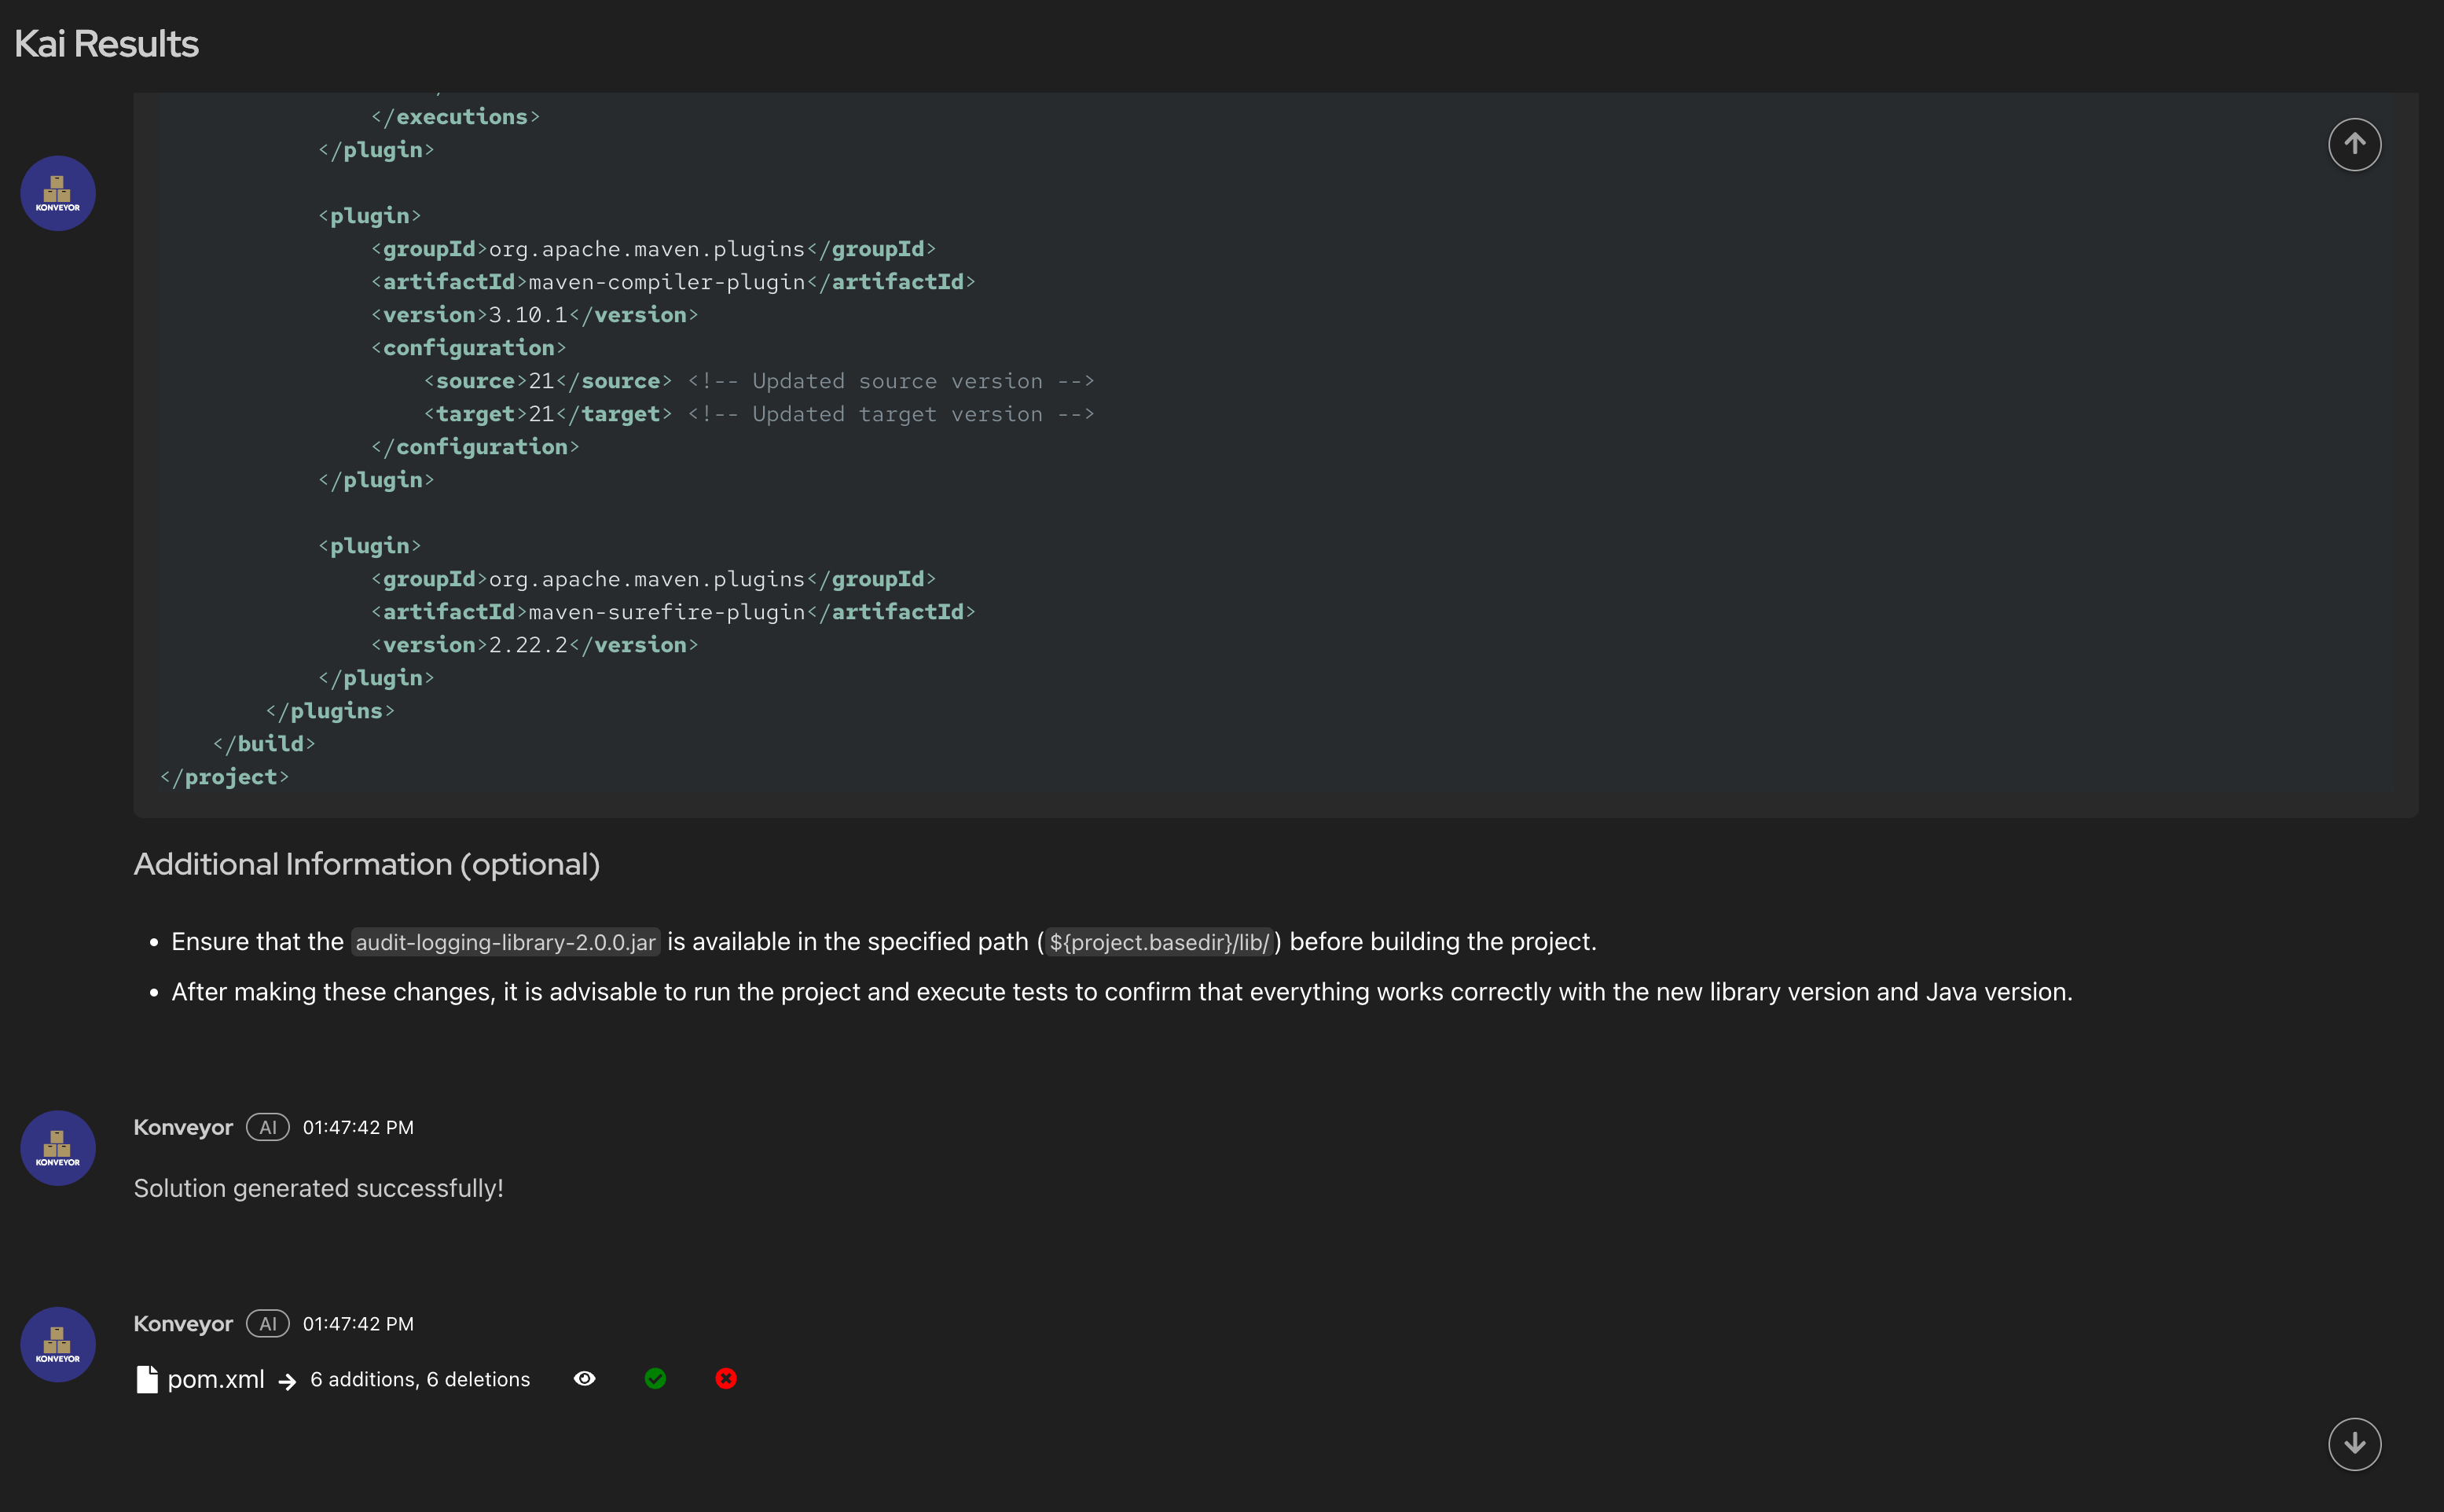 Kai Results
</executions>
</plugin>
<plugin>
<groupId>org.apache.maven.plugins</groupId>
<artifactId>maven-compiler-plugin</artifactId>
<version>3.10.1</version>
<configuration>
<source>21</source> <!-- Updated source version -->
<target>21</target> <!-- Updated target version -->
</configuration>
</plugin>
<plugin>
<groupId>org.apache.maven.plugins</groupId>
<artifactId>maven-surefire-plugin</artifactId>
<version>2.22.2</version>
</plugin>
</plugins>
</build>
</project>
KONVEYOR
Additional Information (optional)
• Ensure that the audit-logging-library-2.0.0.jar is available in the specified path (${project.basedir}/lib/) before building the project.
• After making these changes, it is advisable to run the project and execute tests to confirm that everything works correctly with the new library version and Java version.
KONVEYOR
Konveyor AI 01:47:42 PM
Solution generated successfully!
KONVEYOR
Konveyor AI 01:47:42 PM
pom.xml → 6 additions, 6 deletions